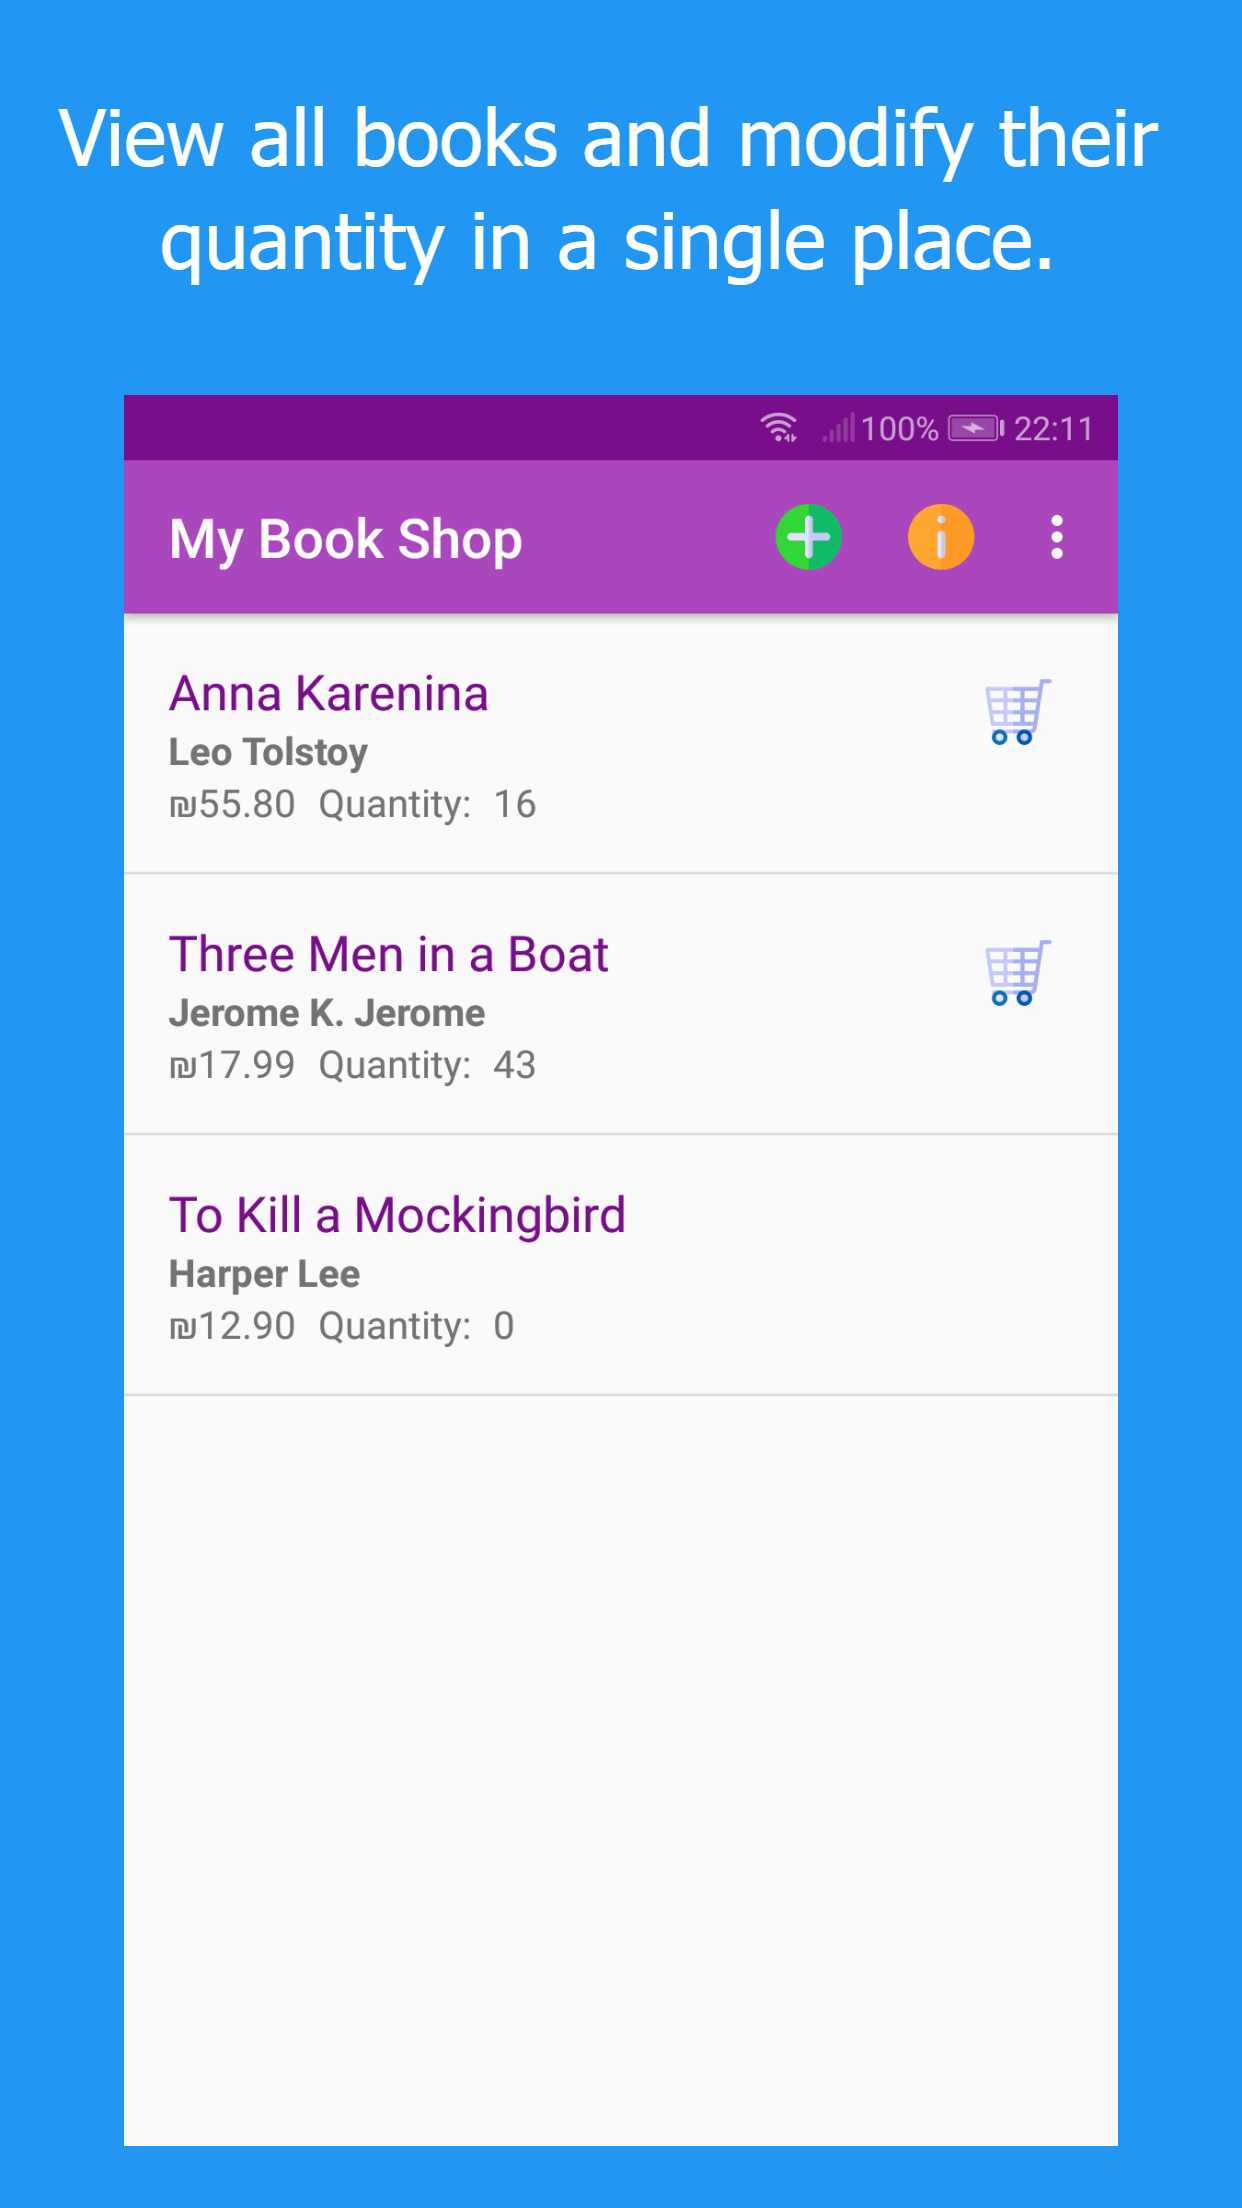 View all books and modify their
quantity in a single place.
100% 22:11
My Book Shop
Anna Karenina
Leo Tolstoy
₪55.80 Quantity: 16
Three Men in a Boat
Jerome K. Jerome
₪17.99 Quantity: 43
To Kill a Mockingbird
Harper Lee
₪12.90 Quantity: 0